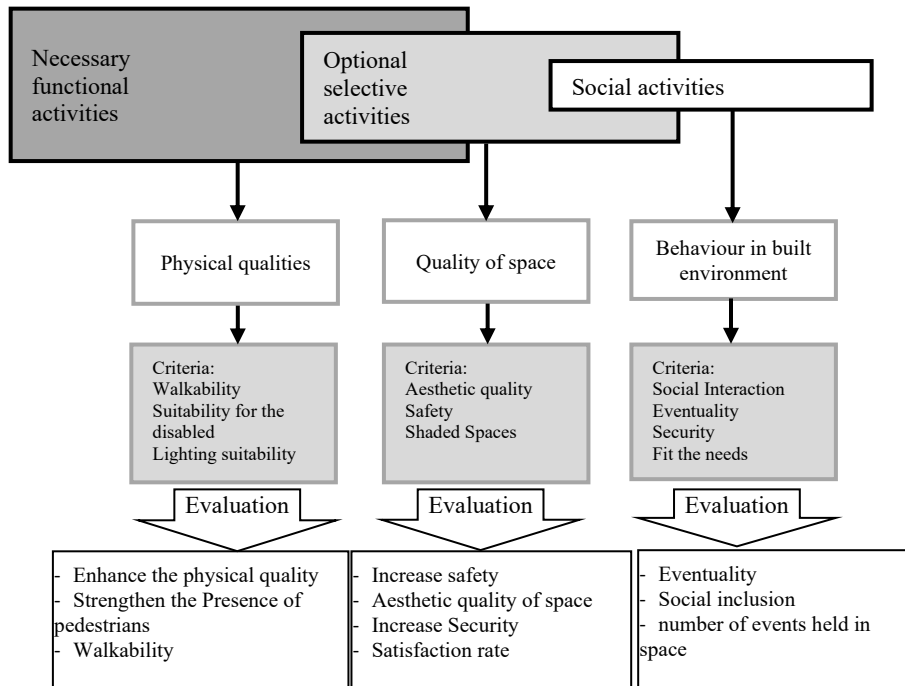 Necessary
functional
activities
Optional
selective
activities
Social activities
Physical qualities
Quality of space
Behaviour in built
environment
Criteria:
Walkability
Suitability for the
disabled
Lighting suitability
Criteria:
Aesthetic quality
Safety
Shaded Spaces
Criteria:
Social Interaction
Eventuality
Security
Fit the needs
Evaluation
Evaluation
Evaluation
- Enhance the physical quality
- Strengthen the Presence of
pedestrians
- Walkability
- Increase safety
- Aesthetic quality of space
- Increase Security
- Satisfaction rate
- Eventuality
- Social inclusion
- number of events held in
space